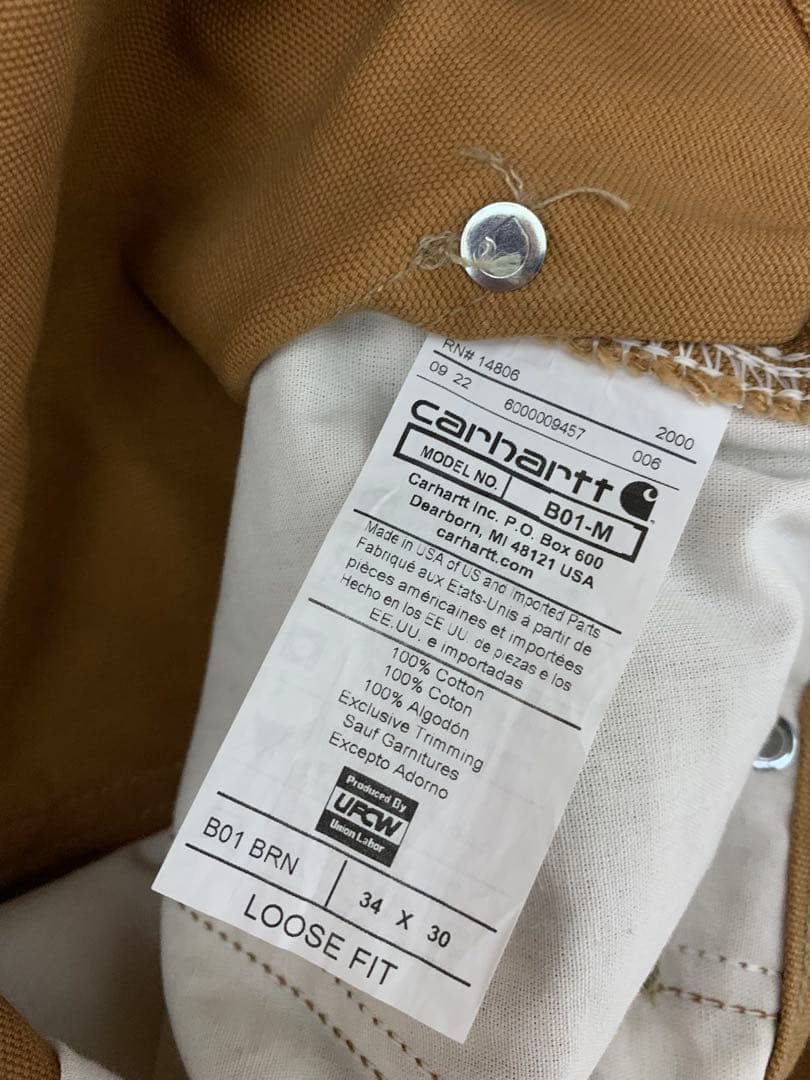 RN# 14806
09 22 6000009457 2000
006
carhartt
MODEL NO. B01-M
Carhartt Inc. P.O. Box 600
Dearborn, MI 48121 USA
carhartt.com
Made in USA of US and Imported Parts
Fabriqué aux Etats-Unis á partir de
pièces américaines et importées
Hecho en los EE UU. de piezas e los
EE.UU. e importadas
100% Cotton
100% Coton
100% Algodón
Exclusive Trimming
Sauf Garnitures
Excepto Adorno
Produced By
UFCW
Union Labor
B01 BRN 34 X 30
LOOSE FIT